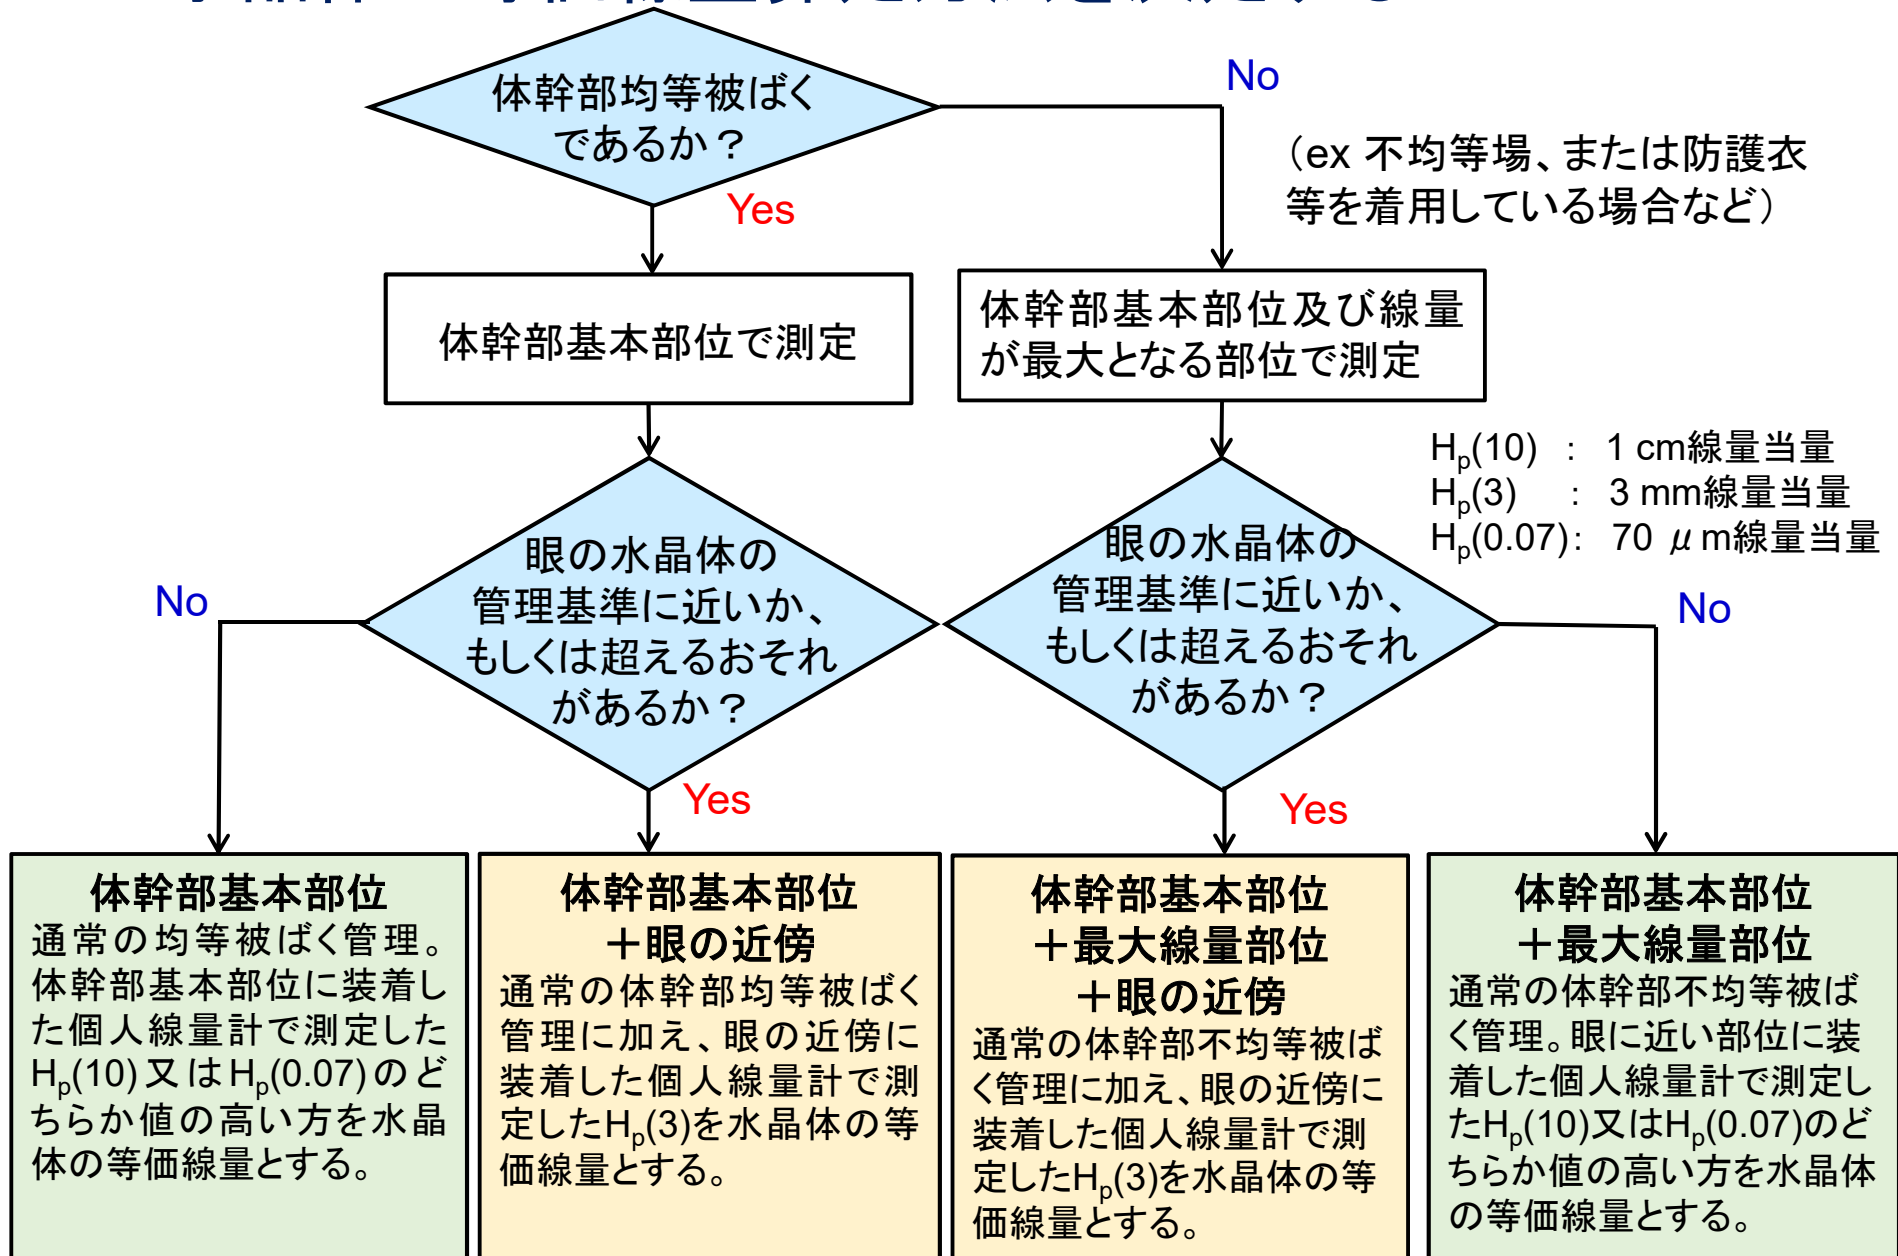 体幹部均等被ばく
であるか？
No
Yes
（ex 不均等場、または防護衣
等を着用している場合など）
体幹部基本部位で測定
体幹部基本部位及び線量
が最大となる部位で測定
Hp(10) ： 1 cm線量当量
Hp(3) ： 3 mm線量当量
Hp(0.07)： 70 μm線量当量
眼の水晶体の
管理基準に近いか、
もしくは超えるおそれ
があるか？
No
Yes
眼の水晶体の
管理基準に近いか、
もしくは超えるおそれ
があるか？
No
Yes
体幹部基本部位
通常の均等被ばく管理。
体幹部基本部位に装着し
た個人線量計で測定した
Hp(10)又はHp(0.07)のど
ちらか値の高い方を水晶
体の等価線量とする。
体幹部基本部位
＋眼の近傍
通常の体幹部均等被ばく
管理に加え、眼の近傍に
装着した個人線量計で測
定したHp(3)を水晶体の等
価線量とする。
体幹部基本部位
＋最大線量部位
＋眼の近傍
通常の体幹部不均等被ば
く管理に加え、眼の近傍に
装着した個人線量計で測
定したHp(3)を水晶体の等
価線量とする。
体幹部基本部位
＋最大線量部位
通常の体幹部不均等被ば
く管理。眼に近い部位に装
着した個人線量計で測定し
たHp(10)又はHp(0.07)のど
ちらか値の高い方を水晶体
の等価線量とする。